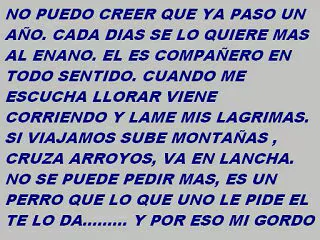 NO PUEDO CREER QUE YA PASO UN
AÑO. CADA DIAS SE LO QUIERE MAS
AL ENANO. EL ES COMPAÑERO EN
TODO SENTIDO. CUANDO ME
ESCUCHA LLORAR VIENE
CORRIENDO Y LAME MIS LAGRIMAS.
SI VIAJAMOS SUBE MONTAÑAS ,
CRUZA ARROYOS, VA EN LANCHA.
NO SE PUEDE PEDIR MAS, ES UN
PERRO QUE LO QUE UNO LE PIDE EL
TE LO DA......... Y POR ESO MI GORDO